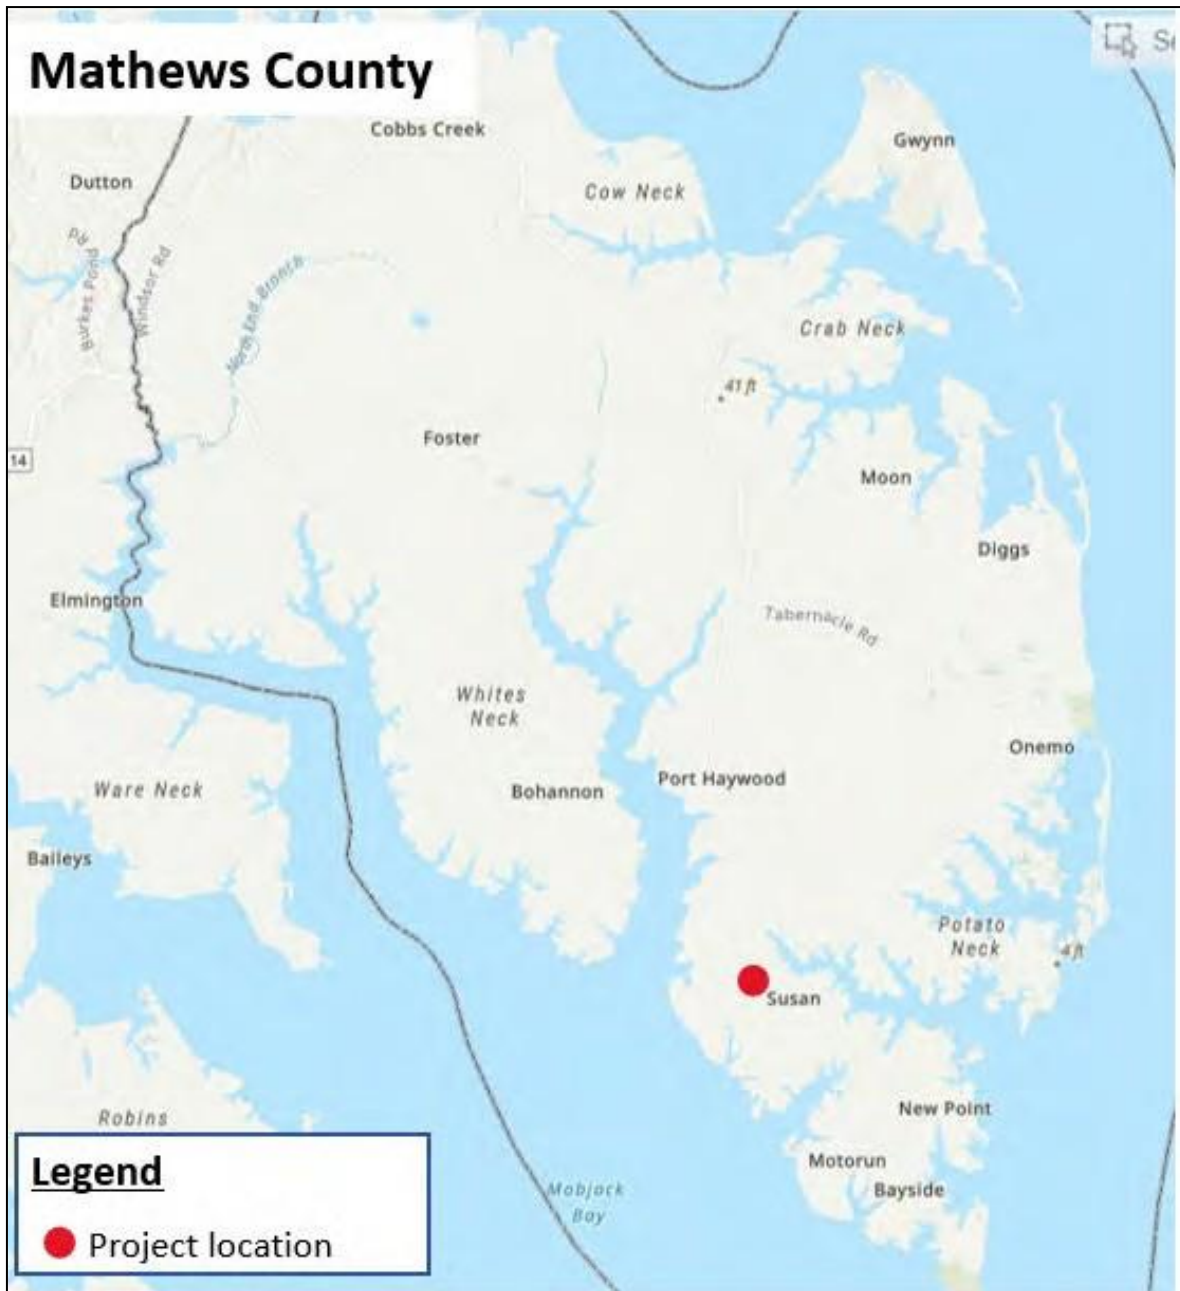 Mathews County
Se
Cobbs Creek
Gwynn
Dutton
Cow Neck
Burkes Pond
Rd
Windsor Rd
North End Branch
Crab Neck
41 ft
Foster
14
Moon
Diggs
Elmington
Tabernacle Rd
Whites
Neck
Onemo
Port Haywood
Ware Neck
Bohannon
Baileys
Potato
Neck
4 ft
Susan
New Point
Robins
Motorun
Bayside
Mobjack
Bay
Legend
Project location